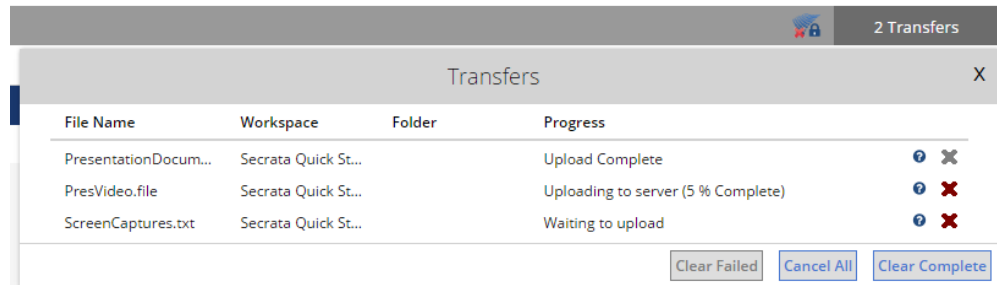 2 Transfers
Transfers X
File Name Workspace Folder Progress
PresentationDocum... Secrata Quick St... Upload Complete ?
PresVideo.file Secrata Quick St... Uploading to server (5 % Complete) ?
ScreenCaptures.txt Secrata Quick St... Waiting to upload ?
Clear Failed Cancel All Clear Complete